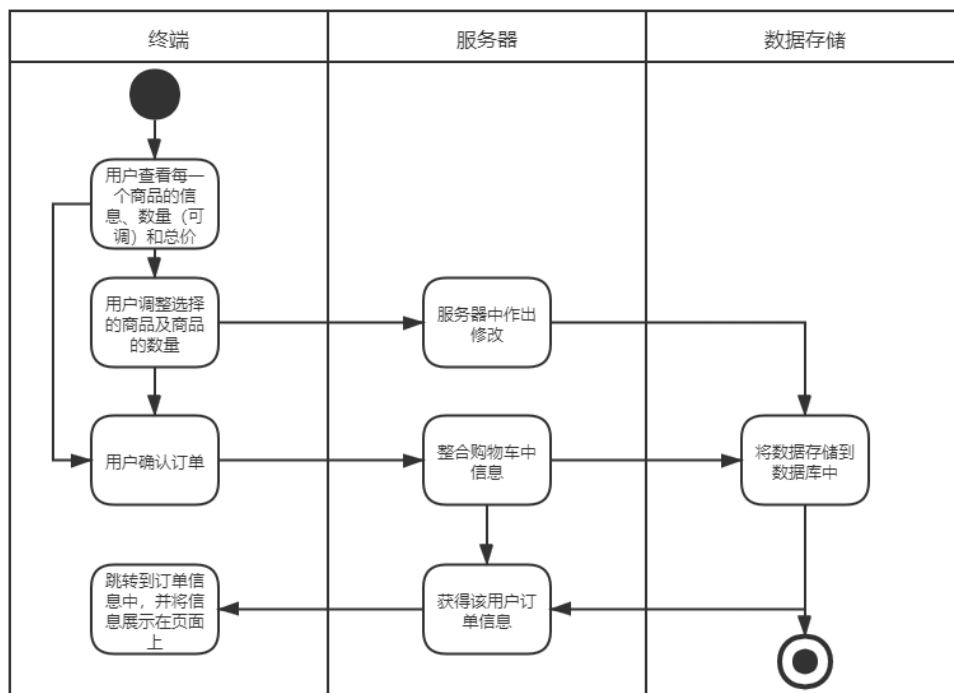 终端
服务器
数据存储
用户查看每一
个商品的信
息、数量（可
调）和总价
用户调整选择
的商品及商品
的数量
服务器中作出
修改
用户确认订单
整合购物车中
信息
将数据存储到
数据库中
跳转到订单信
息中，并将信
息展示在页面
上
获得该用户订
单信息